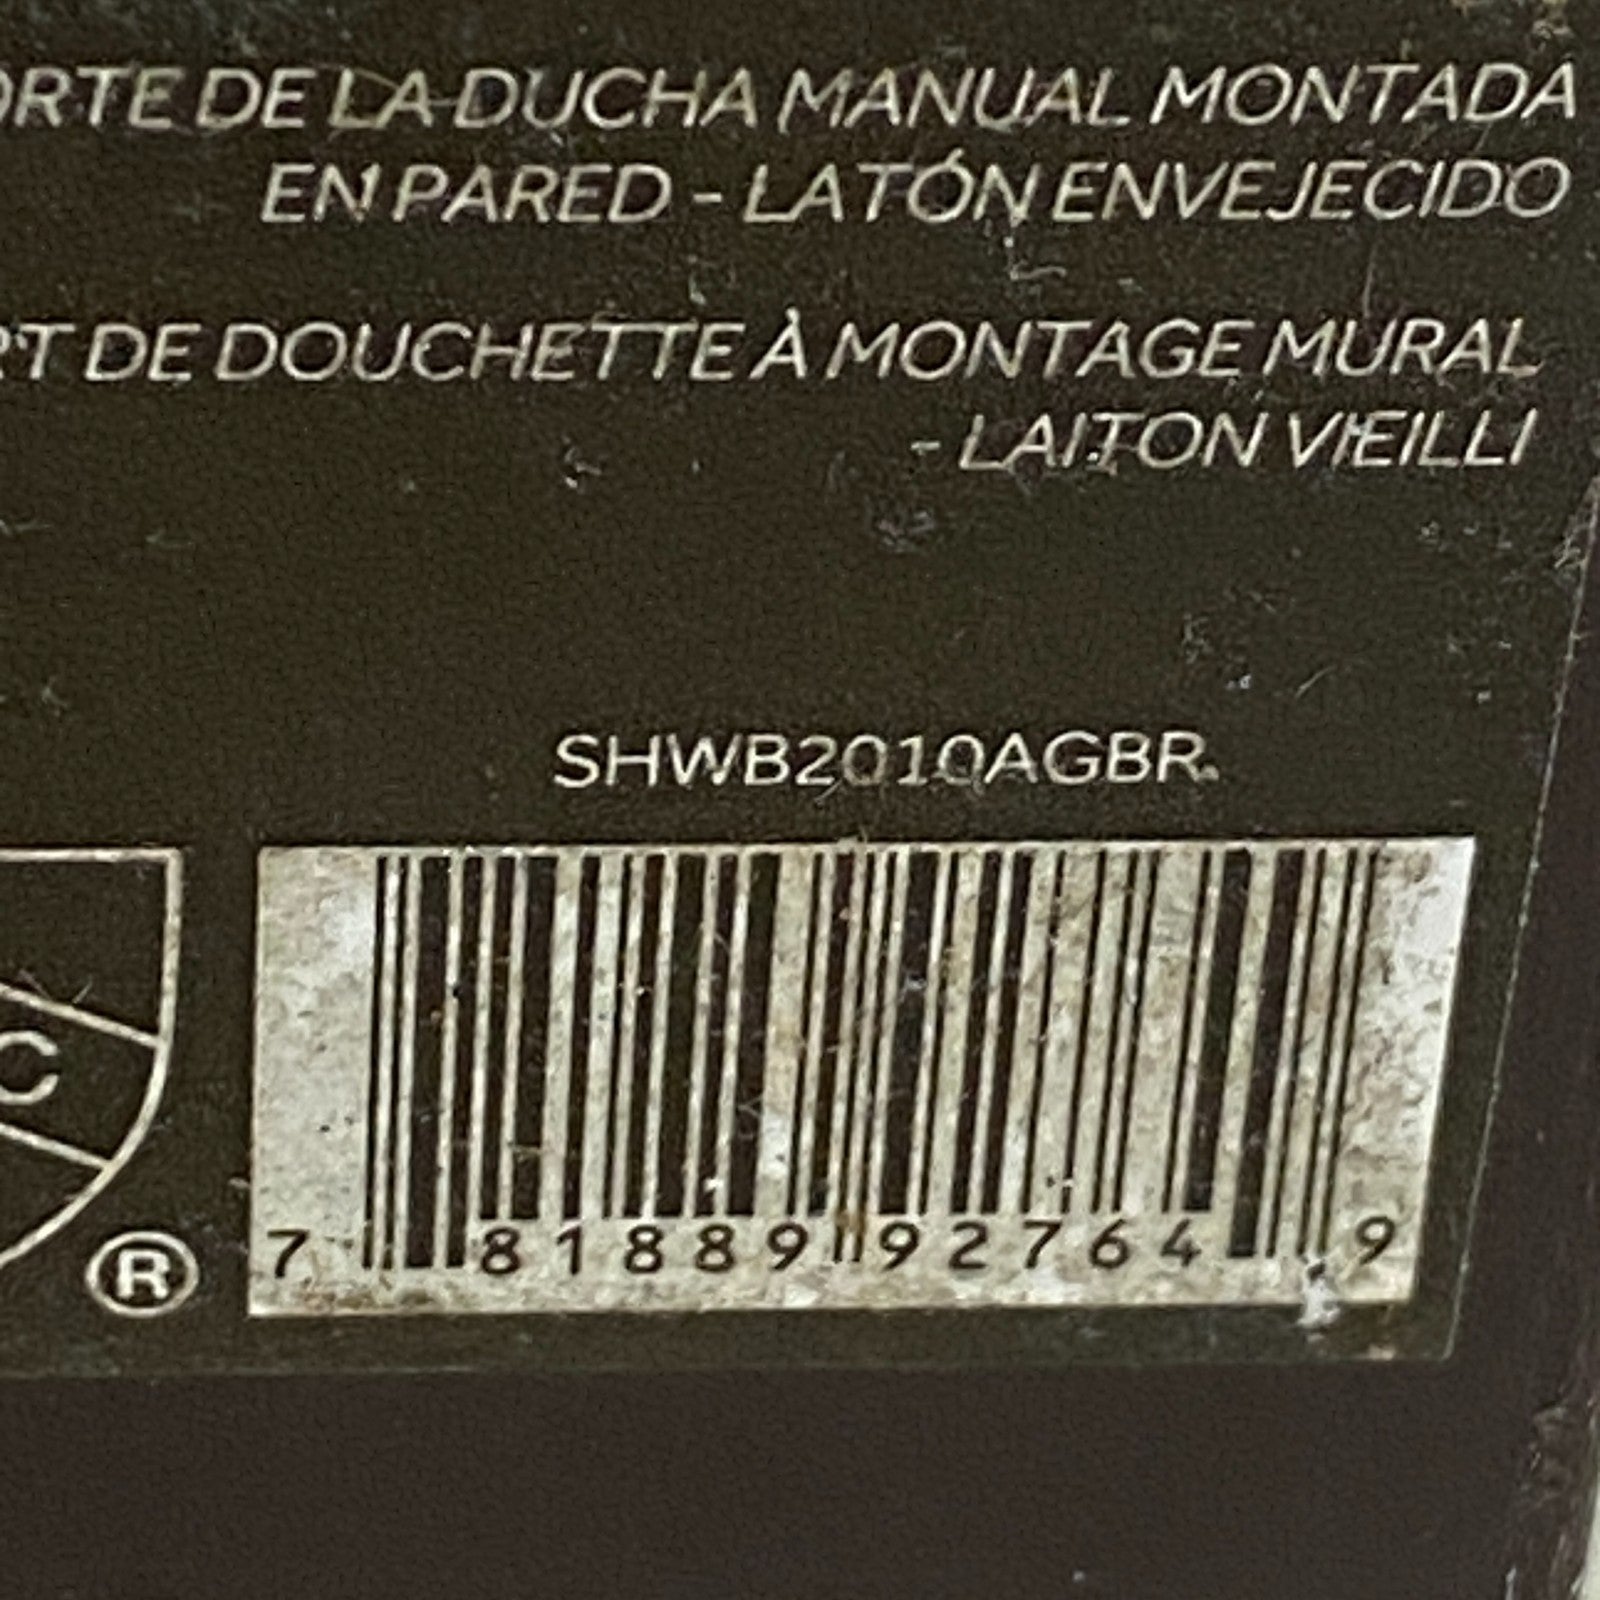 ORTE DE LA DUCHA MANUAL MONTADA
EN PARED - LATÓN ENVEJECIDO
RT DE DOUCHETTE À MONTAGE MURAL
- LAITON VIEILLI
SHWB2010AGBR
C
®
7 81889 92764 9